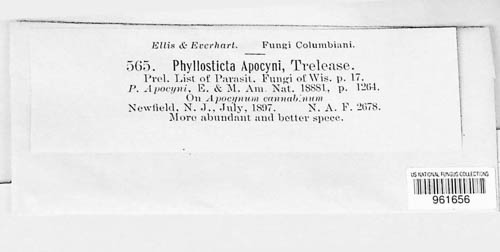 Ellis & Everhart. Fungi Columbiani.
565. Phyllosticta Apocyni, Trelease.
Prel. List of Parasit. Fungi of Wis. p. 17.
P. Apocyni, E. & M. Am. Nat. 18881, p. 1264.
On Apocynum cannabinum
Newfield, N. J., July, 1897. N. A. F. 2678.
More abundant and better spece.
US NATIONAL FUNGUS COLLECTIONS
961656